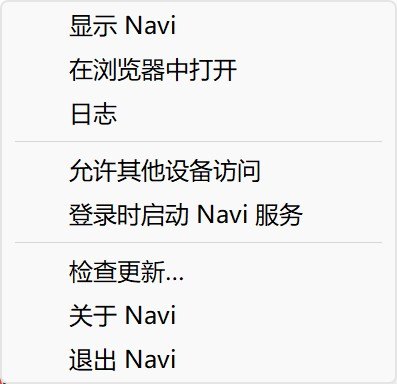 显示 Navi
在浏览器中打开
日志
允许其他设备访问
登录时启动 Navi 服务
检查更新...
关于 Navi
退出 Navi